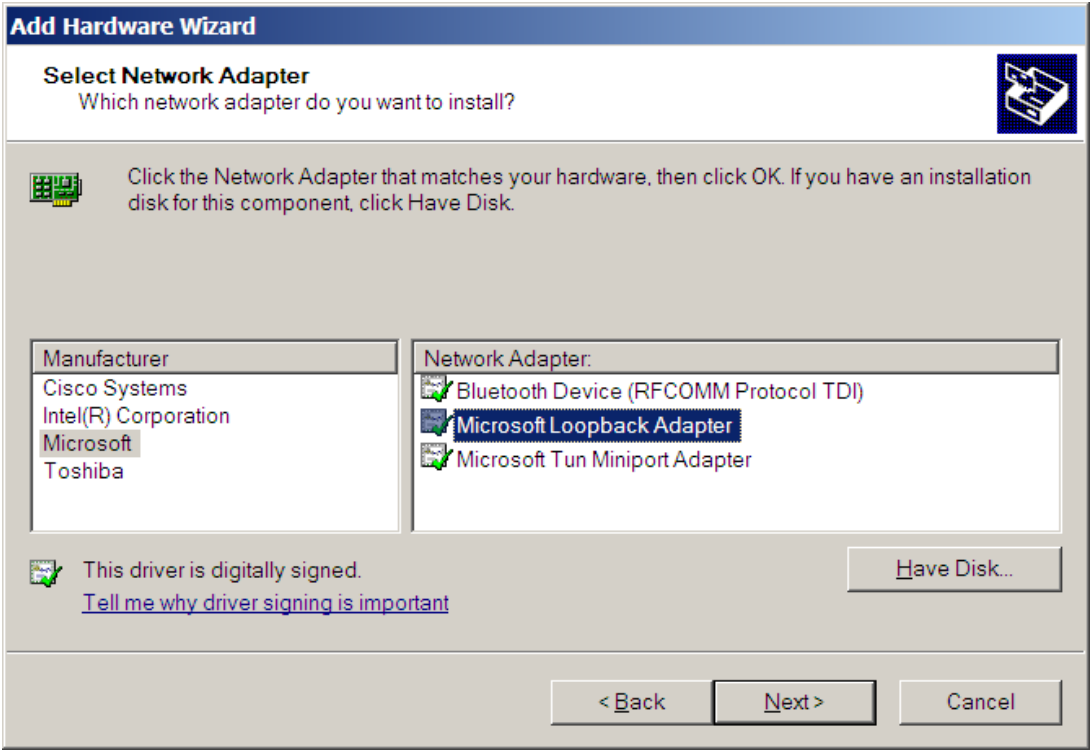 Add Hardware Wizard
Select Network Adapter
Which network adapter do you want to install?
Click the Network Adapter that matches your hardware, then click OK. If you have an installation
disk for this component, click Have Disk.
Manufacturer
Cisco Systems
Intel(R) Corporation
Microsoft
Toshiba
Network Adapter:
Bluetooth Device (RFCOMM Protocol TDI)
Microsoft Loopback Adapter
Microsoft Tun Miniport Adapter
This driver is digitally signed.
Tell me why driver signing is important
Have Disk...
< Back
Next >
Cancel